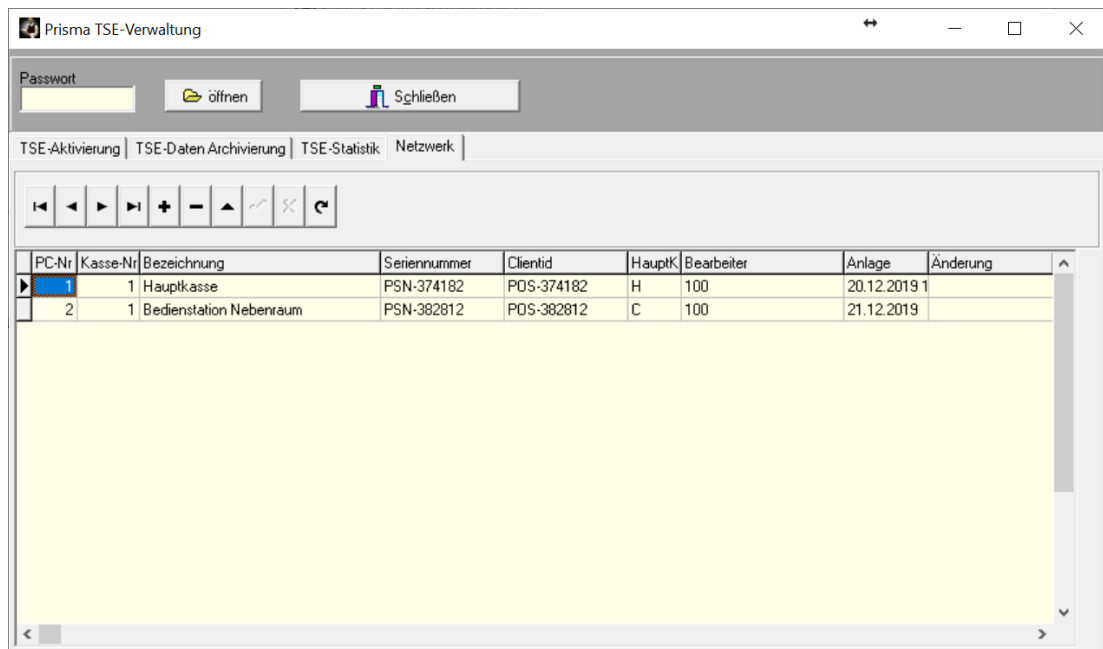 Prisma TSE-Verwaltung
Passwort
öffnen
Schließen
TSE-Aktivierung TSE-Daten Archivierung TSE-Statistik Netzwerk
PC-Nr Kasse-Nr Bezeichnung Seriennummer Clientid HauptK Bearbeiter Anlage Änderung
1 1 Hauptkasse PSN-374182 POS-374182 H 100 20.12.2019 1
2 1 Bedienstation Nebenraum PSN-382812 POS-382812 C 100 21.12.2019